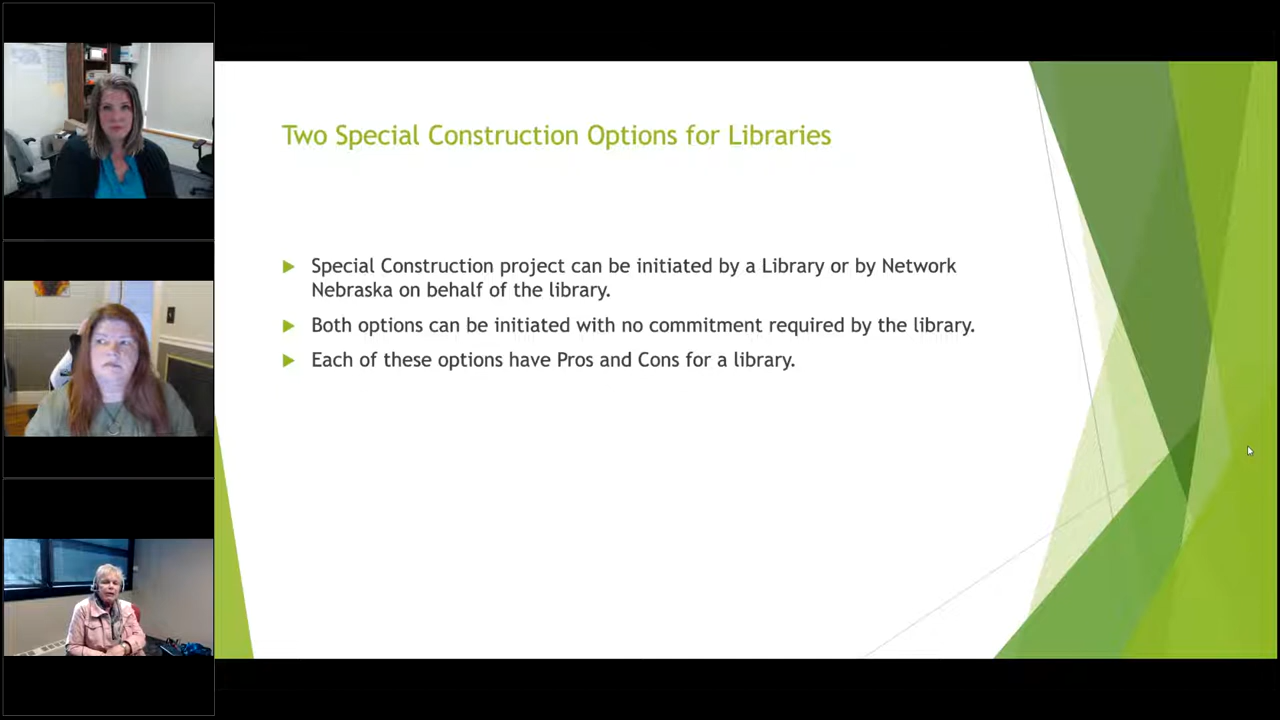 Two Special Construction Options for Libraries
Special Construction project can be initiated by a Library or by Network
Nebraska on behalf of the library.
Both options can be initiated with no commitment required by the library.
Each of these options have Pros and Cons for a library.